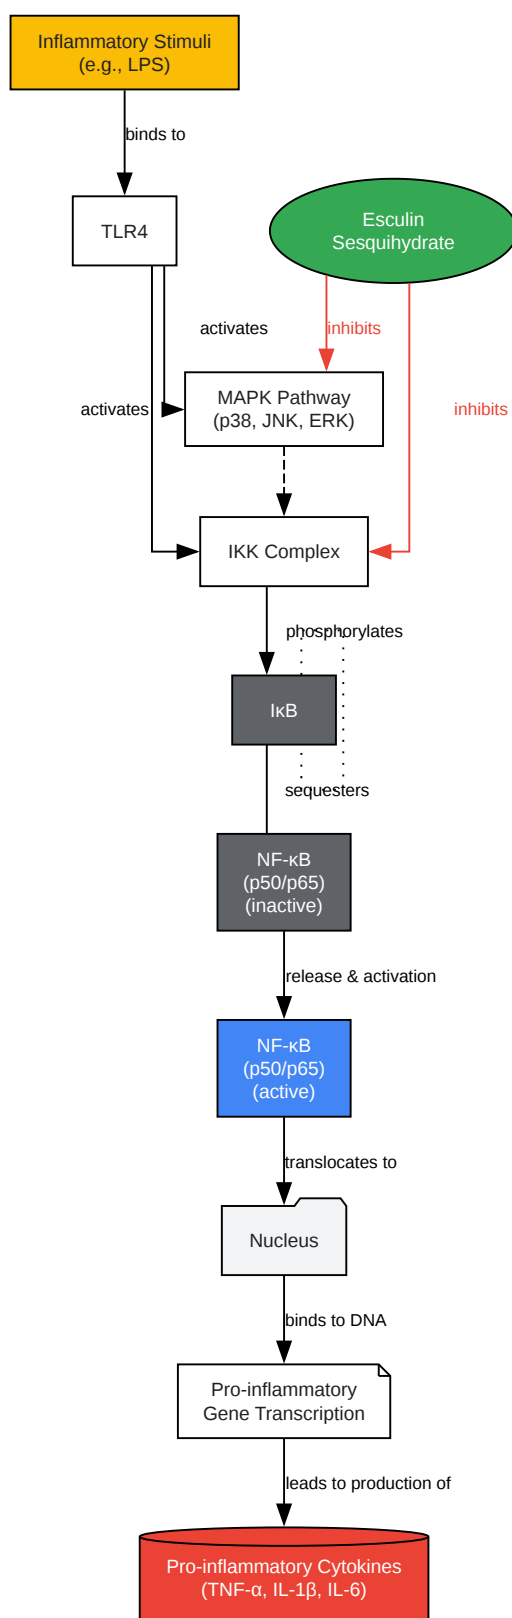 Inflammatory Stimuli
(e.g., LPS)
binds to
TLR4
Esculin
Sesquihydrate
activates
inhibits
MAPK Pathway
(p38, JNK, ERK)
activates
inhibits
IKK Complex
phosphorylates
IκB
sequesters
NF-κB
(p50/p65)
(inactive)
release & activation
NF-κB
(p50/p65)
(active)
translocates to
Nucleus
binds to DNA
Pro-inflammatory
Gene Transcription
leads to production of
Pro-inflammatory Cytokines
(TNF-α, IL-1β, IL-6)